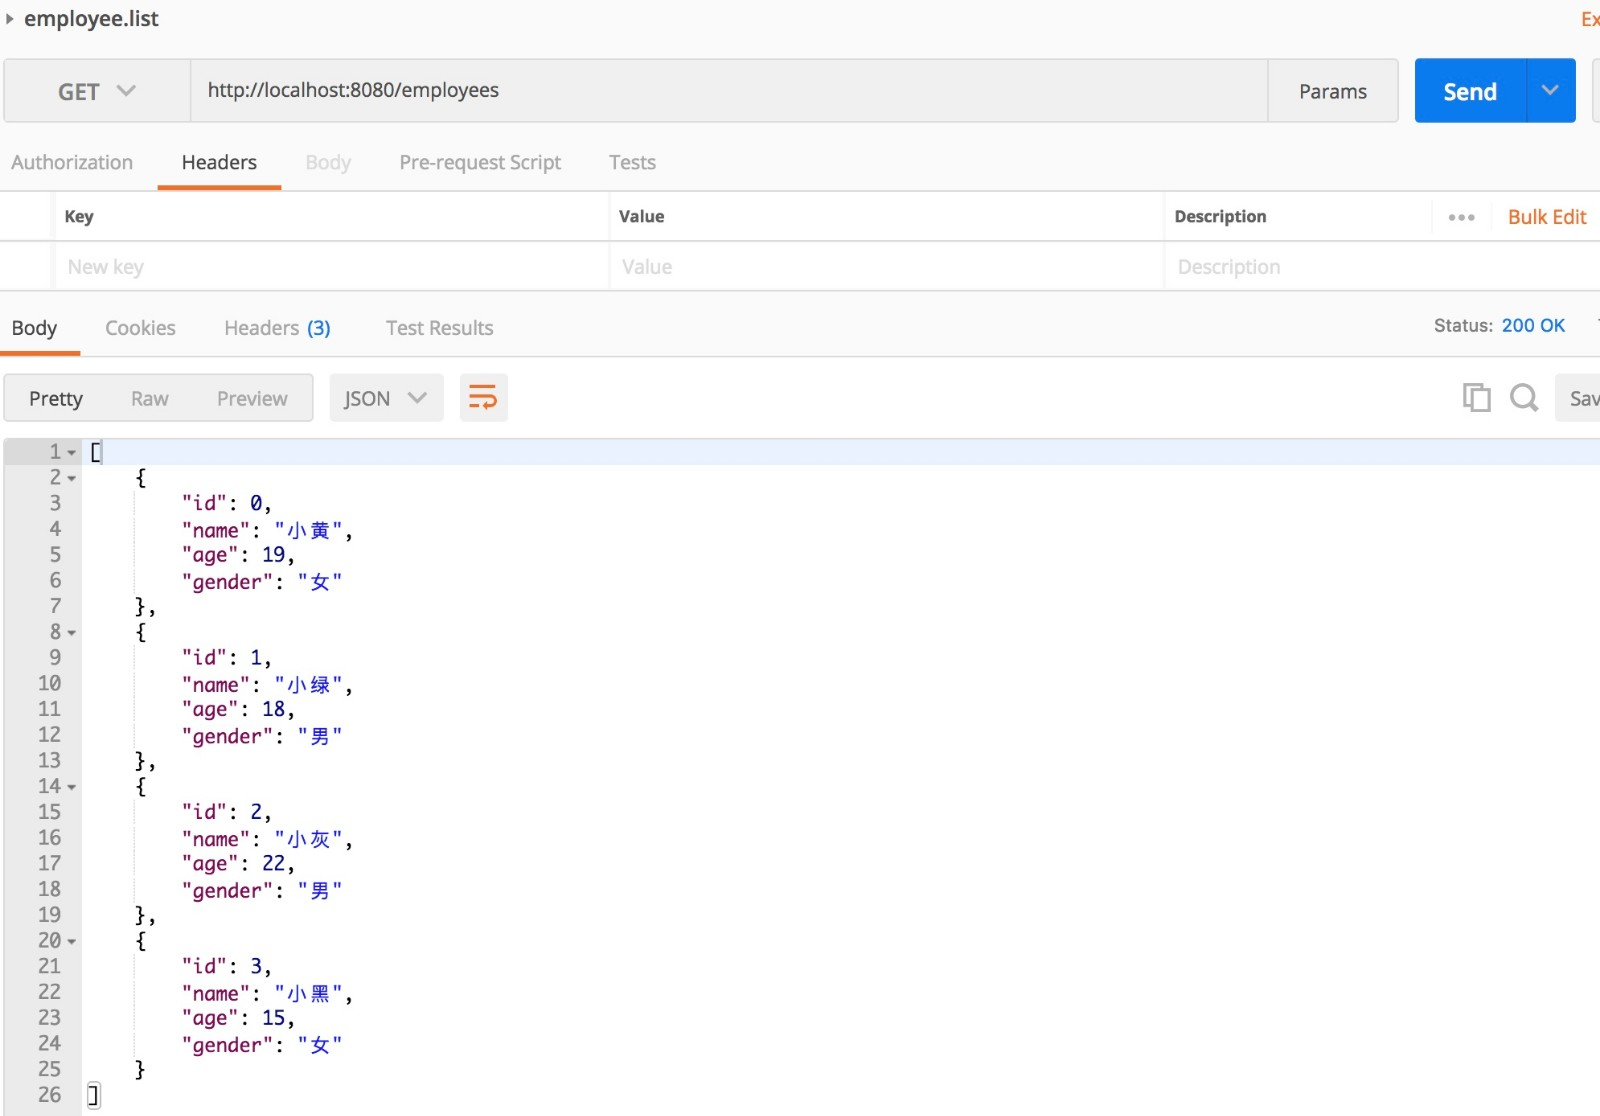 employee.list
GET http://localhost:8080/employees Params Send
Authorization Headers Body Pre-request Script Tests
Key Value Description ••• Bulk Edit
New key Value Description
Body Cookies Headers (3) Test Results Status: 200 OK
Pretty Raw Preview JSON
1 [
2 {
3 "id": 0,
4 "name": "小黄",
5 "age": 19,
6 "gender": "女"
7 },
8 {
9 "id": 1,
10 "name": "小绿",
11 "age": 18,
12 "gender": "男"
13 },
14 {
15 "id": 2,
16 "name": "小灰",
17 "age": 22,
18 "gender": "男"
19 },
20 {
21 "id": 3,
22 "name": "小黑",
23 "age": 15,
24 "gender": "女"
25 }
26 ]